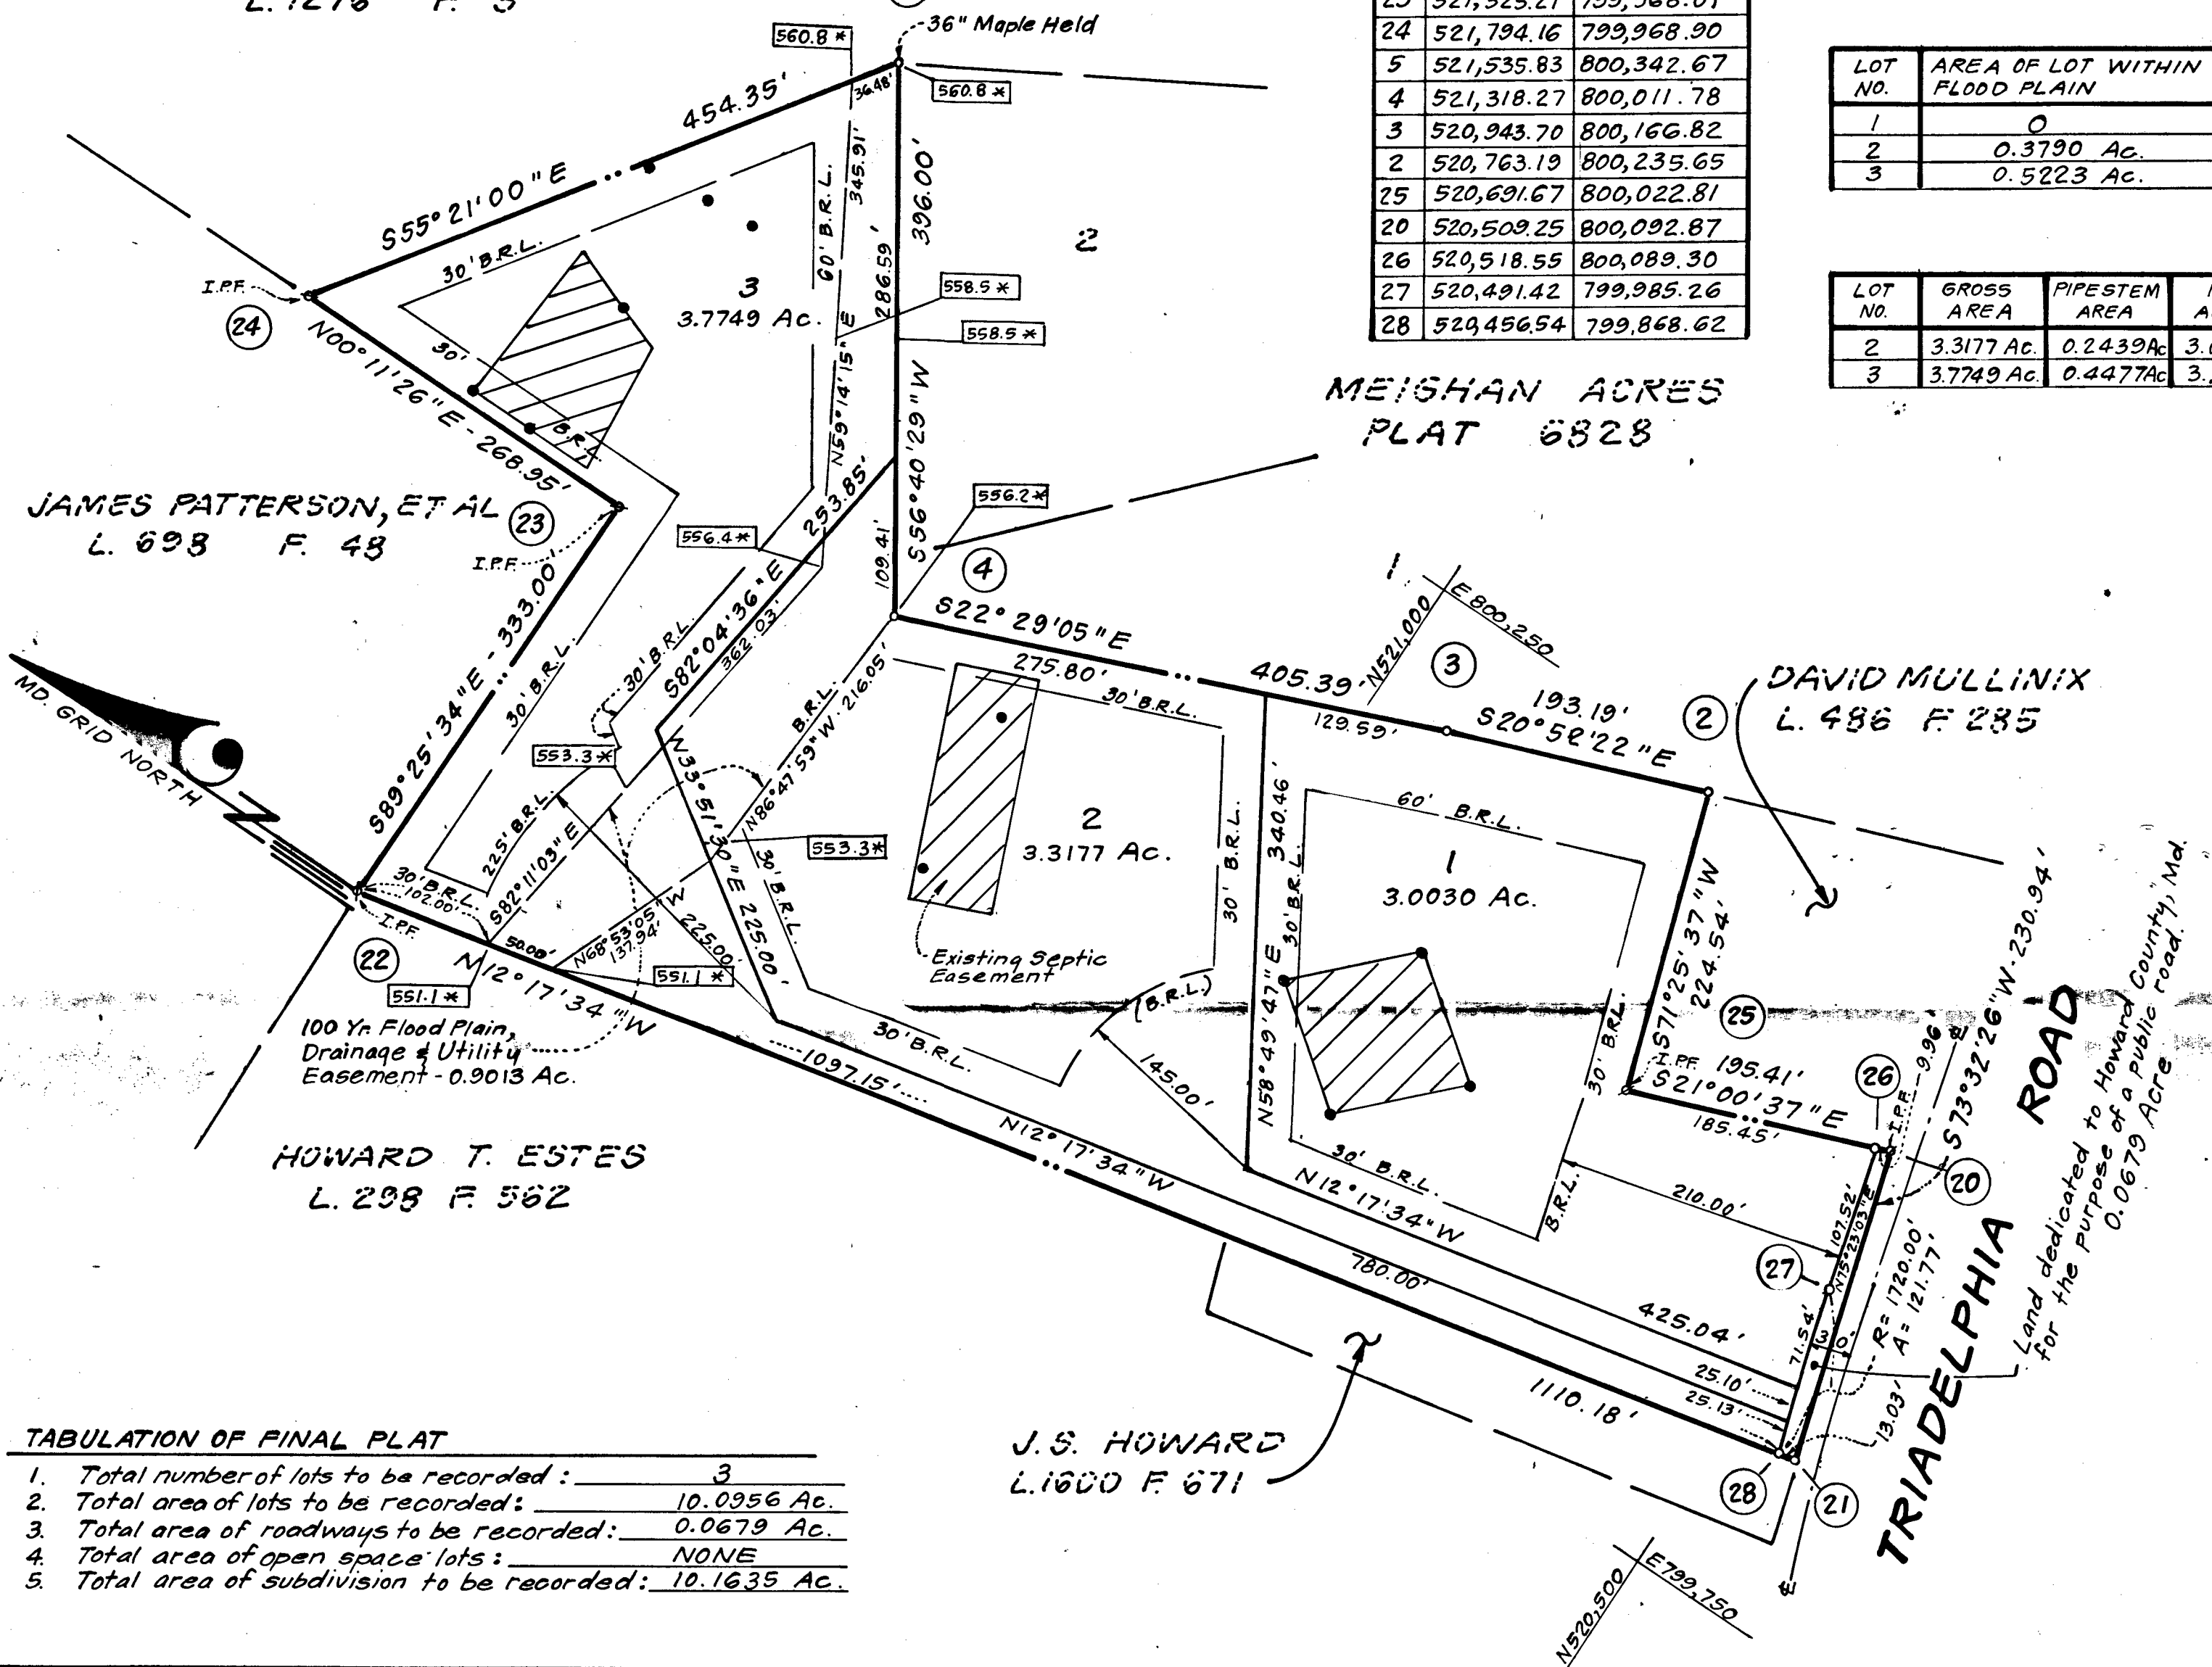 36" Maple Held
560.8 *
560.8 *
454.35'
36.48'
S55°21'00"E
30' B.R.L.
60' B.R.L.
345.91'
396.00'
286.59'
2
3
3.7749 Ac.
558.5 *
558.5 *
N59°14'15"E
S56°40'29"W
I.P.F.
24
N00°11'26"E - 268.95'
30'
B.R.L.
JAMES PATTERSON, ET AL
L. 698 F. 48
23
I.P.F.
253.85'
109.41'
556.2 *
556.4 *
4
S89°25'34"E - 333.00'
30' B.R.L.
30' B.R.L.
S82°04'36"E
362.03'
B.R.L.
N86°47'59"W - 216.05'
S22°29'05"E
275.80'
405.39'
30' B.R.L.
129.59'
N521,000
E 800,250
1
3
193.19'
2
DAVID MULLINIX
L. 486 F. 285
MD. GRID NORTH
553.3 *
553.3 *
225' B.R.L.
S82°11'03"E
N33°51'30"E 225.00'
30' B.R.L.
225.00'
30' B.R.L.
102.00'
I.P.F.
22
50.00'
N68°53'05"W
137.94'
551.1 *
551.1 *
N12°17'34"W
100 Yr. Flood Plain,
Drainage & Utility
Easement - 0.9013 Ac.
2
3.3177 Ac.
Existing Septic
Easement
30' B.R.L.
(B.R.L.)
30' B.R.L.
145.00'
340.46'
30' B.R.L.
N58°49'47"E
60' B.R.L.
1
3.0030 Ac.
S71°25'37"W
224.54'
30' B.R.L.
25
I.P.F.
195.41'
S21°00'37"E
185.45'
26
I.P.F.
9.96'
S73°32'26"W - 230.94'
20
210.00'
30' B.R.L.
B.R.L.
N12°17'34"W
107.52'
N75°23'03"E
27
71.54'
30'
R= 1720.00'
A= 121.77'
13.03'
425.04'
25.10'
25.13'
28
21
TRIADELPHIA ROAD
Land dedicated to Howard County, Md.
for the purpose of a public road.
0.0679 Acre
1097.15'
N12°17'34"W
780.00'
1110.18'
HOWARD T. ESTES
L. 298 F. 562
J.S. HOWARD
L.1600 F. 671
N520,500
E799,750
24 521,794.16 799,968.90
5 521,535.83 800,342.67
4 521,318.27 800,011.78
3 520,943.70 800,166.82
2 520,763.19 800,235.65
25 520,691.67 800,022.81
20 520,509.25 800,092.87
26 520,518.55 800,089.30
27 520,491.42 799,985.26
28 520,456.54 799,868.62
MEIGHAN ACRES
PLAT 6828
LOT NO. AREA OF LOT WITHIN FLOOD PLAIN
1 0
2 0.3790 Ac.
3 0.5223 Ac.
LOT NO. GROSS AREA PIPESTEM AREA
2 3.3177 Ac. 0.2439Ac
3 3.7749 Ac. 0.4477Ac
TABULATION OF FINAL PLAT
1. Total number of lots to be recorded: 3
2. Total area of lots to be recorded: 10.0956 Ac.
3. Total area of roadways to be recorded: 0.0679 Ac.
4. Total area of open space lots: NONE
5. Total area of subdivision to be recorded: 10.1635 Ac.